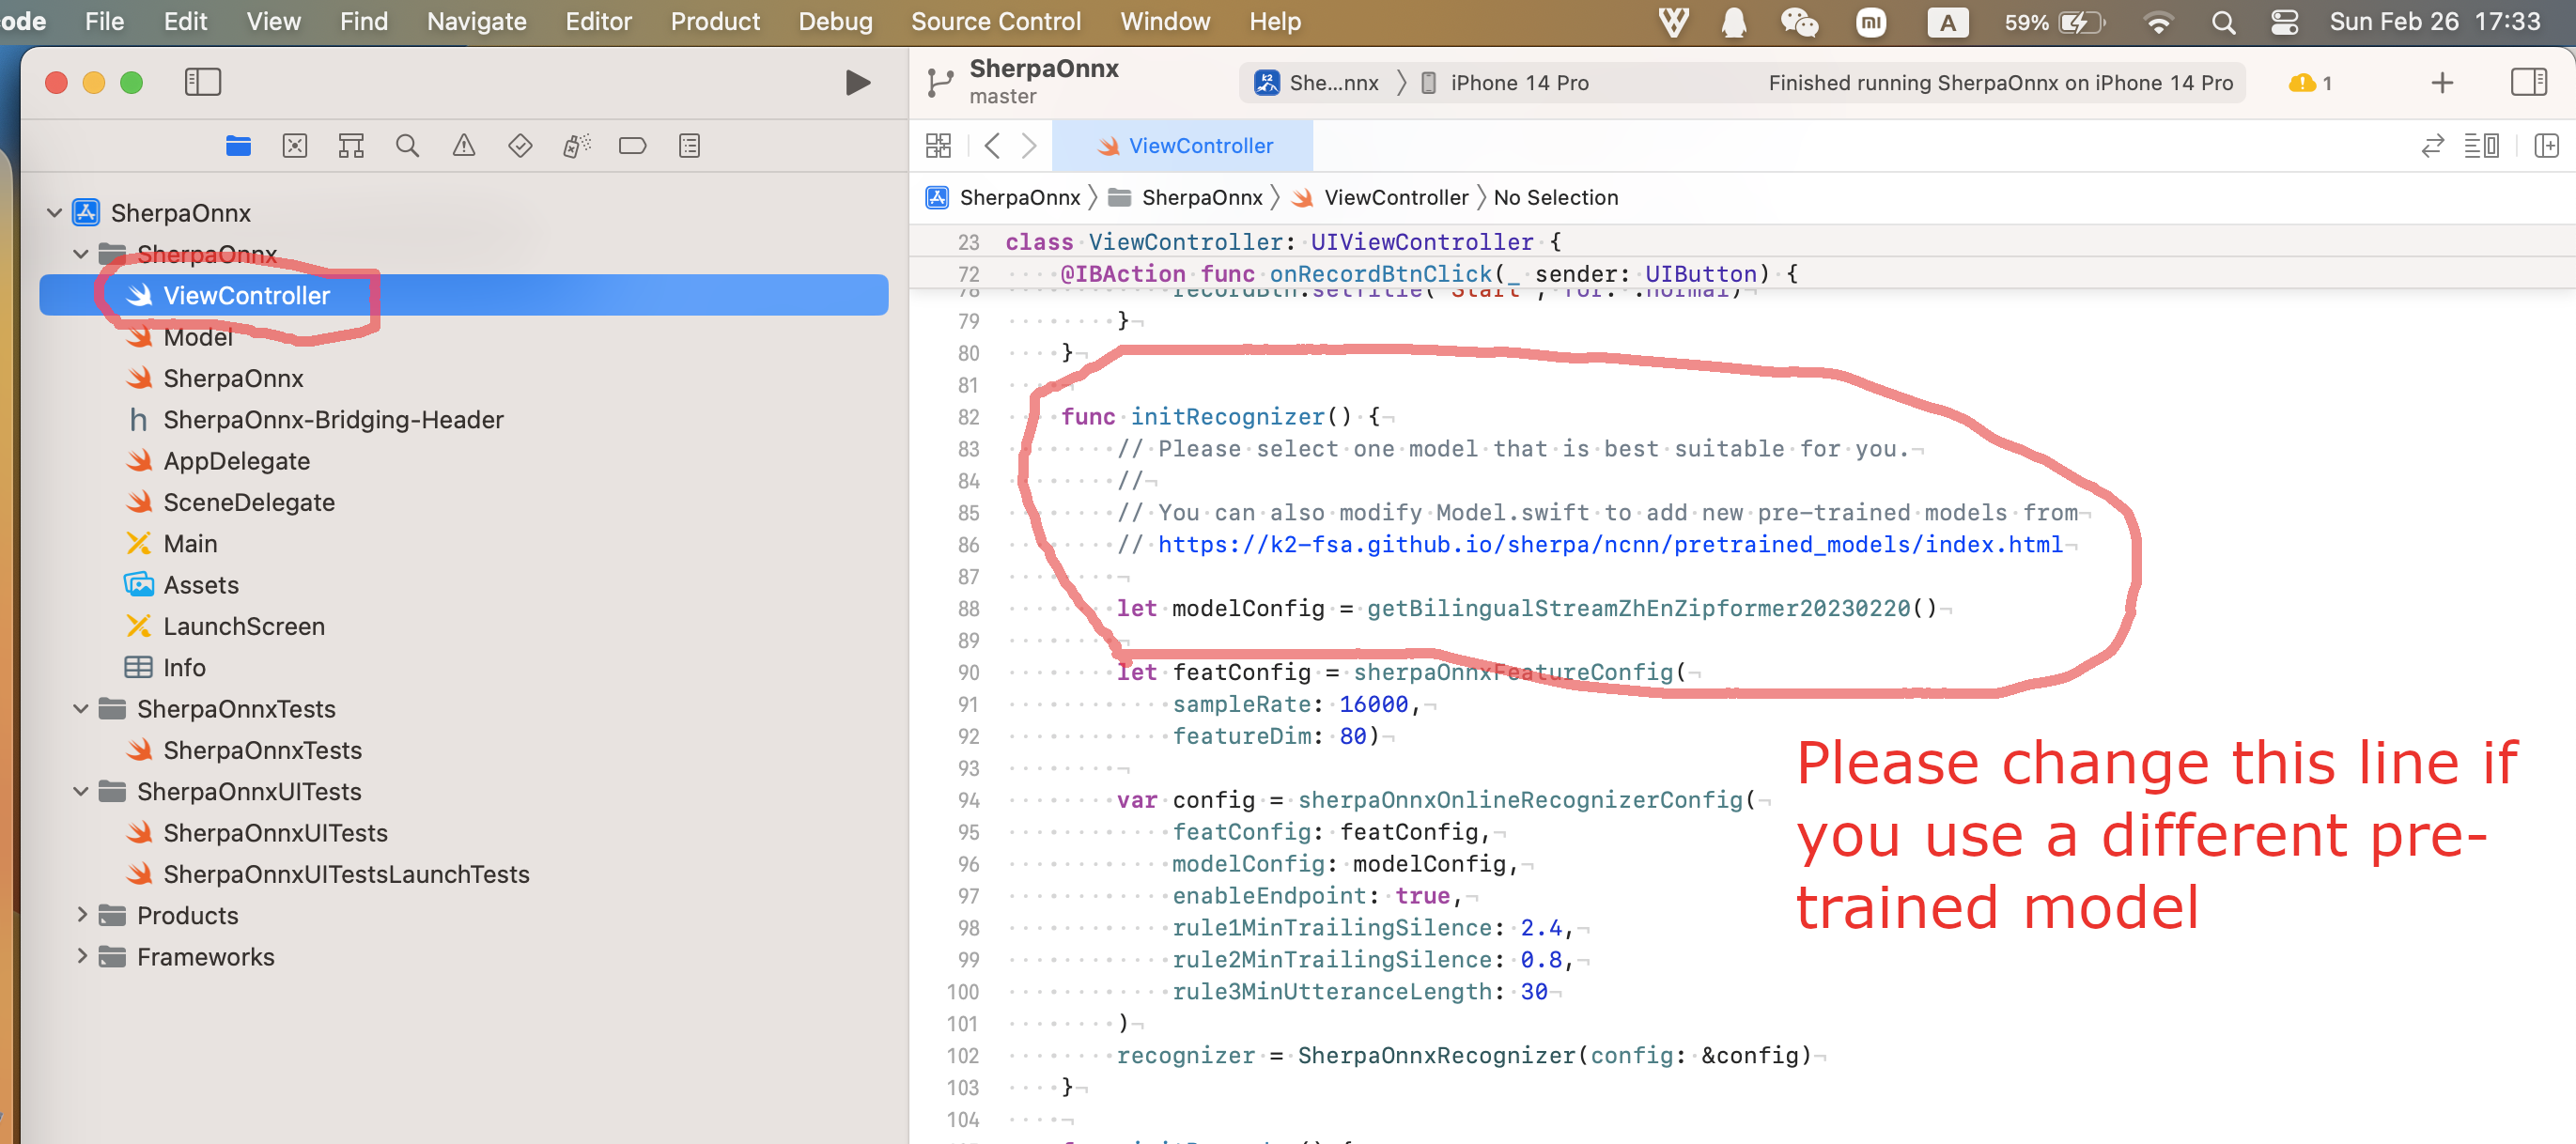 ode File Edit View Find Navigate Editor Product Debug Source Control Window Help A 59% Sun Feb 26 17:33
SherpaOnnx
master
She...nnx iPhone 14 Pro Finished running SherpaOnnx on iPhone 14 Pro 1
ViewController
SherpaOnnx SherpaOnnx ViewController No Selection
SherpaOnnx
SherpaOnnx
ViewController
Model
SherpaOnnx
SherpaOnnx-Bridging-Header
AppDelegate
SceneDelegate
Main
Assets
LaunchScreen
Info
SherpaOnnxTests
SherpaOnnxTests
SherpaOnnxUITests
SherpaOnnxUITests
SherpaOnnxUITestsLaunchTests
Products
Frameworks
23 class ViewController: UIViewController {
72 @IBAction func onRecordBtnClick(_ sender: UIButton) {
78 recordBtn.setTitle("Start", for: .normal)
79 }
80 }
81
82 func initRecognizer() {
83 // Please select one model that is best suitable for you.
84 //
85 // You can also modify Model.swift to add new pre-trained models from
86 // https://k2-fsa.github.io/sherpa/ncnn/pretrained_models/index.html
87
88 let modelConfig = getBilingualStreamZhEnZipformer20230220()
89
90 let featConfig = sherpaOnnxFeatureConfig(
91 sampleRate: 16000,
92 featureDim: 80)
93
94 var config = sherpaOnnxOnlineRecognizerConfig(
95 featConfig: featConfig,
96 modelConfig: modelConfig,
97 enableEndpoint: true,
98 rule1MinTrailingSilence: 2.4,
99 rule2MinTrailingSilence: 0.8,
100 rule3MinUtteranceLength: 30
101 )
102 recognizer = SherpaOnnxRecognizer(config: &config)
103 }
104
Please change this line if
you use a different pre-
trained model